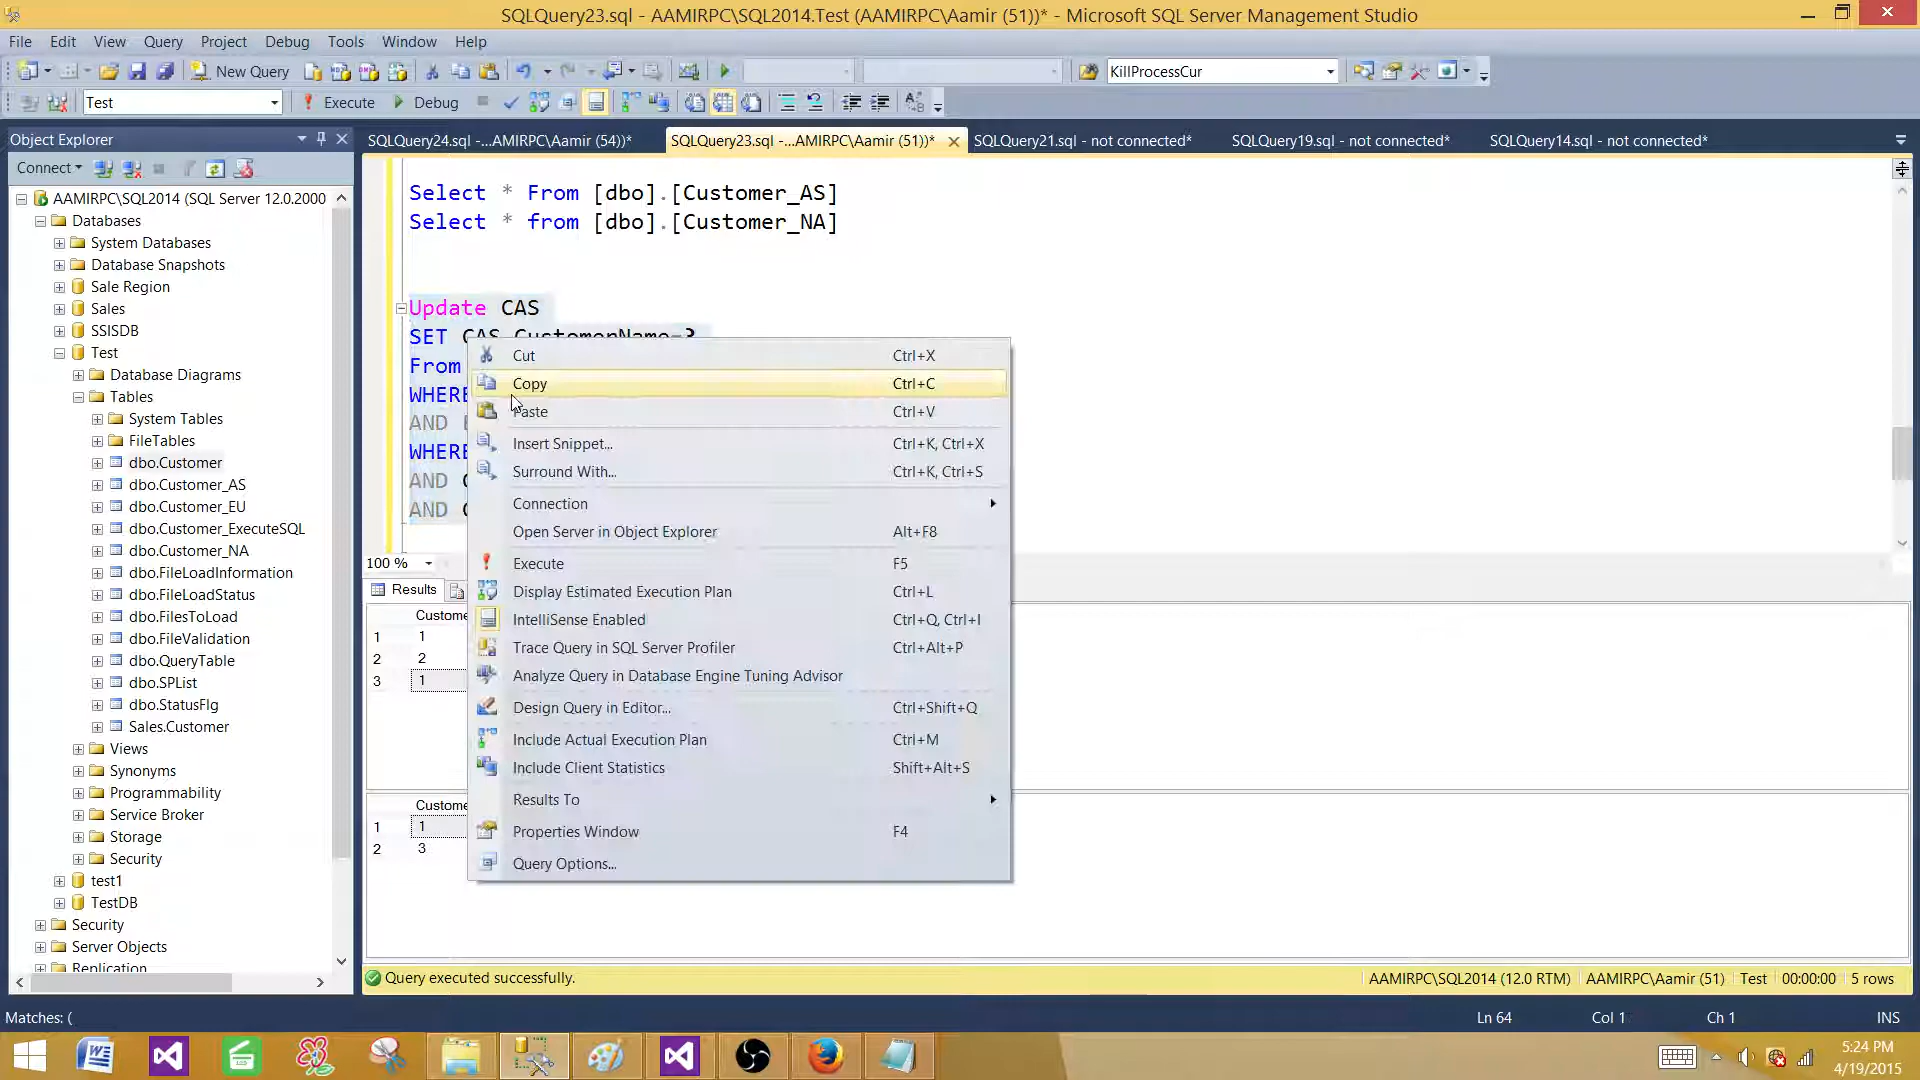 SQLQuery23.sql - AAMIRPC\SQL2014.Test (AAMIRPC\Aamir (51))* - Microsoft SQL Server Management Studio
File Edit View Query Project Debug Tools Window Help
New Query KillProcessCur
Test Execute Debug
Object Explorer
SQLQuery24.sql -...AMIRPC\Aamir (54))* SQLQuery23.sql -...AMIRPC\Aamir (51))* SQLQuery21.sql - not connected* SQLQuery19.sql - not connected* SQLQuery14.sql - not connected*
Connect
AAMIRPC\SQL2014 (SQL Server 12.0.2000
Databases
System Databases
Database Snapshots
Sale Region
Sales
SSISDB
Test
Database Diagrams
Tables
System Tables
FileTables
dbo.Customer
dbo.Customer_AS
dbo.Customer_EU
dbo.Customer_ExecuteSQL
dbo.Customer_NA
dbo.FileLoadInformation
dbo.FileLoadStatus
dbo.FilesToLoad
dbo.FileValidation
dbo.QueryTable
dbo.SPList
dbo.StatusFlg
Sales.Customer
Views
Synonyms
Programmability
Service Broker
Storage
Security
test1
TestDB
Security
Server Objects
Replication
Select * From [dbo].[Customer_AS]
Select * from [dbo].[Customer_NA]
Update CAS
SET CAS.CustomerName=?
From
WHERE
AND
WHERE
AND
AND
Cut Ctrl+X
Copy Ctrl+C
Paste Ctrl+V
Insert Snippet... Ctrl+K, Ctrl+X
Surround With... Ctrl+K, Ctrl+S
Connection
Open Server in Object Explorer Alt+F8
Execute F5
Display Estimated Execution Plan Ctrl+L
IntelliSense Enabled Ctrl+Q, Ctrl+I
Trace Query in SQL Server Profiler Ctrl+Alt+P
Analyze Query in Database Engine Tuning Advisor
Design Query in Editor... Ctrl+Shift+Q
Include Actual Execution Plan Ctrl+M
Include Client Statistics Shift+Alt+S
Results To
Properties Window F4
Query Options...
100 %
Results
Custome
1 1
2 2
3 1
Custome
1 1
2 3
Query executed successfully. AAMIRPC\SQL2014 (12.0 RTM) AAMIRPC\Aamir (51) Test 00:00:00 5 rows
Matches: ( Ln 64 Col 1 Ch 1 INS
5:24 PM
4/19/2015